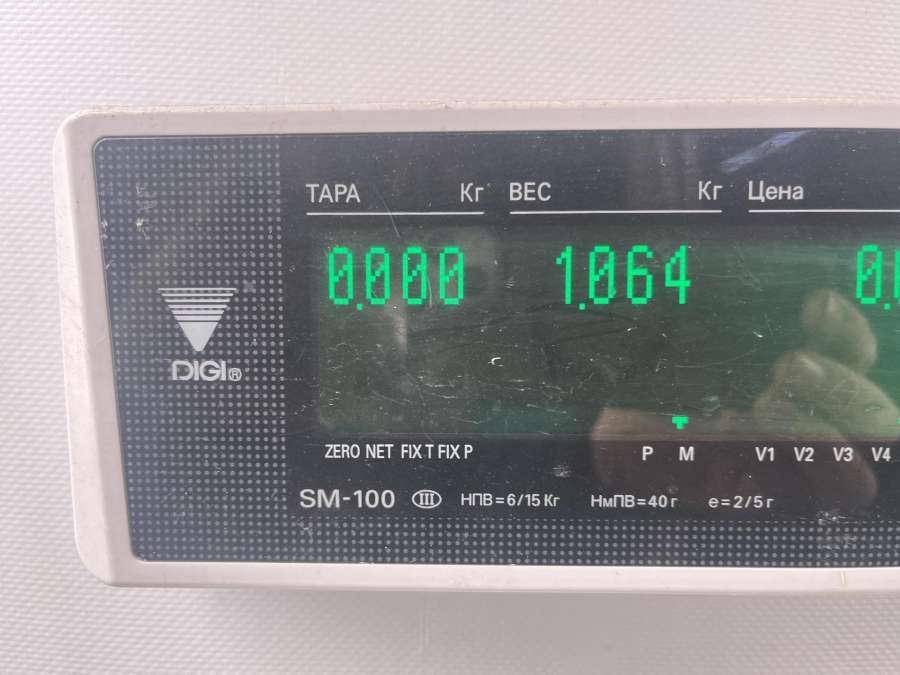 ТАРА Кг ВЕС Кг Цена
0.000 1.064 0.
DIGI®
ZERO NET FIX T FIX P P M V1 V2 V3 V4
SM-100 III НПВ=6/15 Кг НмПВ=40 г e=2/5 г